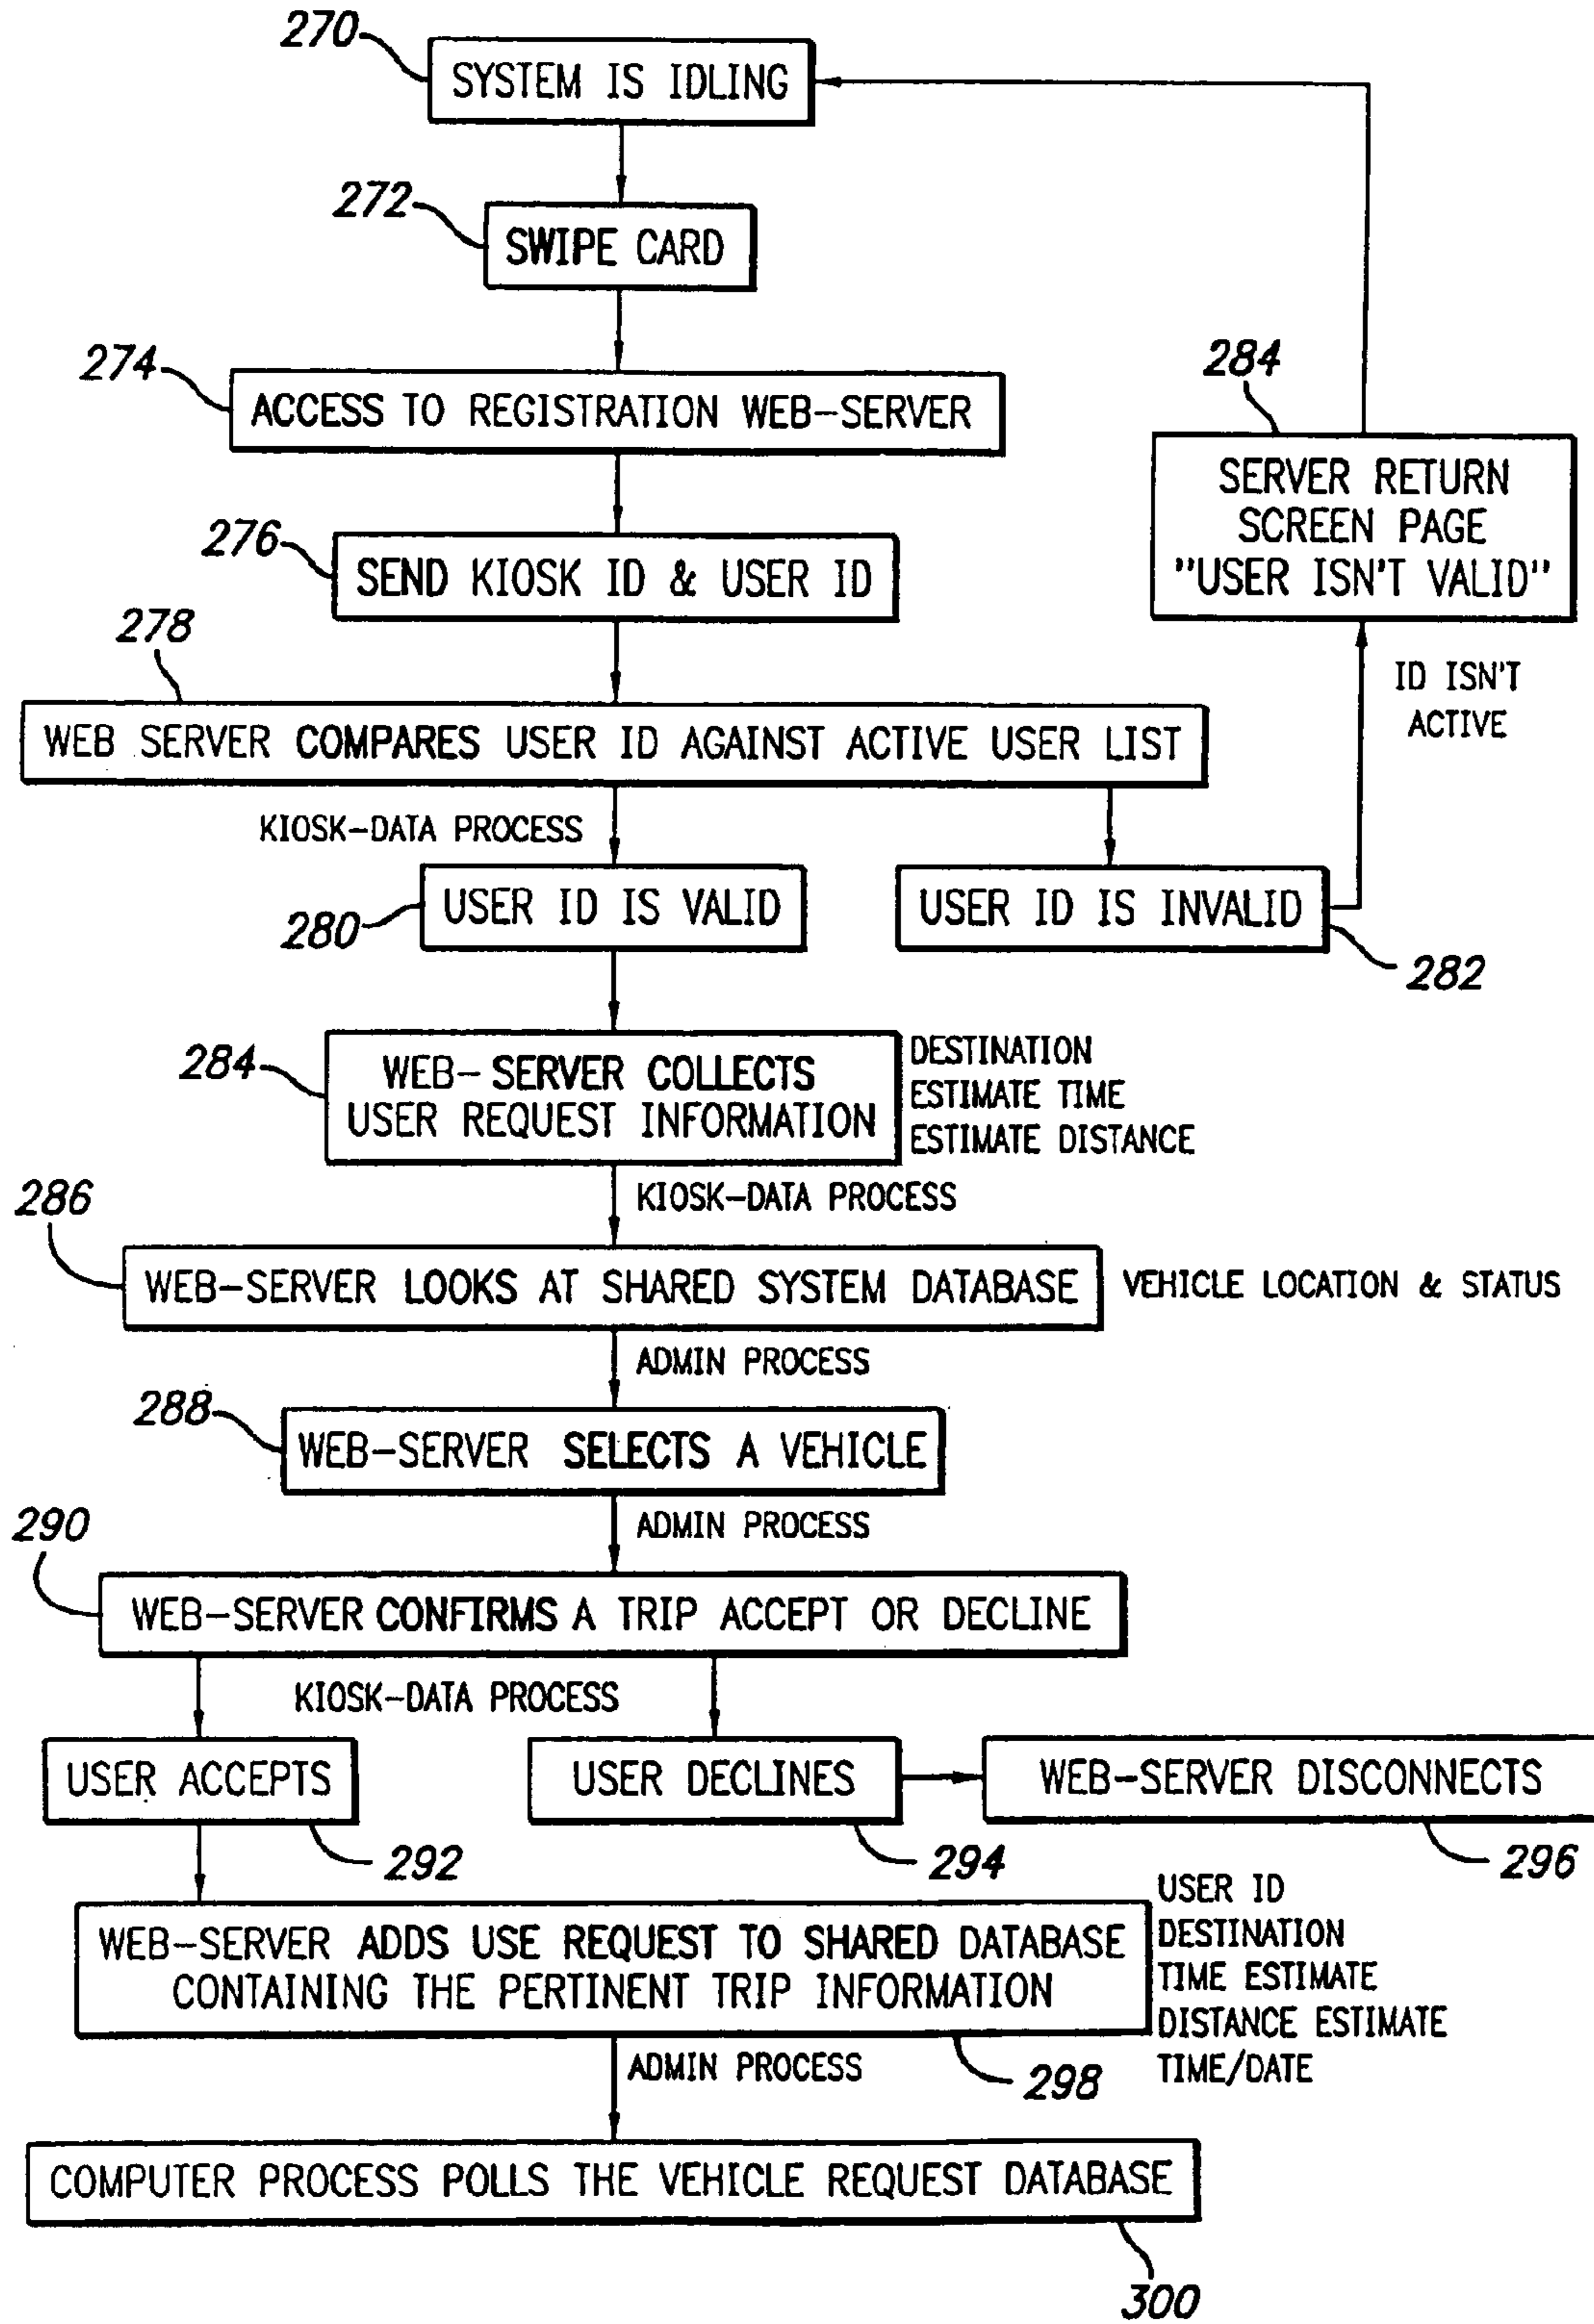 270
SYSTEM IS IDLING
272
SWIPE CARD
274
ACCESS TO REGISTRATION WEB-SERVER
284
SERVER RETURN
SCREEN PAGE
"USER ISN'T VALID"
276
SEND KIOSK ID & USER ID
278
ID ISN'T
ACTIVE
WEB SERVER COMPARES USER ID AGAINST ACTIVE USER LIST
KIOSK-DATA PROCESS
280
USER ID IS VALID
USER ID IS INVALID
282
284
WEB-SERVER COLLECTS
USER REQUEST INFORMATION
DESTINATION
ESTIMATE TIME
ESTIMATE DISTANCE
KIOSK-DATA PROCESS
286
WEB-SERVER LOOKS AT SHARED SYSTEM DATABASE
VEHICLE LOCATION & STATUS
ADMIN PROCESS
288
WEB-SERVER SELECTS A VEHICLE
ADMIN PROCESS
290
WEB-SERVER CONFIRMS A TRIP ACCEPT OR DECLINE
KIOSK-DATA PROCESS
USER ACCEPTS
USER DECLINES
WEB-SERVER DISCONNECTS
292
294
296
WEB-SERVER ADDS USE REQUEST TO SHARED DATABASE
CONTAINING THE PERTINENT TRIP INFORMATION
USER ID
DESTINATION
TIME ESTIMATE
DISTANCE ESTIMATE
TIME/DATE
ADMIN PROCESS
298
COMPUTER PROCESS POLLS THE VEHICLE REQUEST DATABASE
300